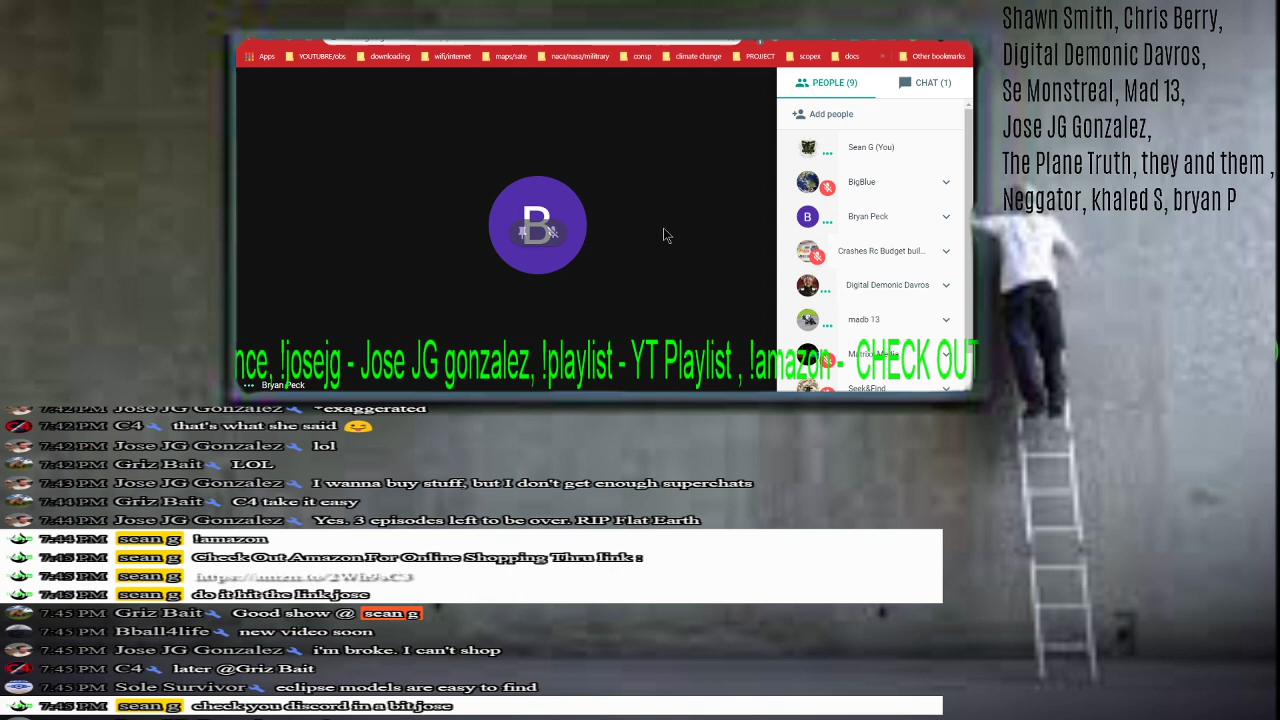 Shawn Smith, Chris Berry,
Digital Demonic Davros,
Se Monstreal, Mad 13,
Jose JG Gonzalez,
The Plane Truth, they and them ,
Neggator, khaled S, bryan P
Apps YOUTUBRE/obs downloading wifi/internet maps/sate naca/nasa/military consp climate change PROJECT scopex docs Other bookmarks
PEOPLE (9) CHAT (1)
Add people
Sean G (You)
BigBlue
B Bryan Peck
Crashes Rc Budget buil...
Digital Demonic Davros
madb 13
Seek&Find
B
nce, !josejg - Jose JG gonzalez, !playlist - YT Playlist , !amazon - CHECK OUT
Bryan Peck
7:42 PM Jose JG Gonzalez *exaggerated
7:42 PM C4 that's what she said
7:42 PM Jose JG Gonzalez lol
7:42 PM Griz Bait LOL
7:43 PM Jose JG Gonzalez I wanna buy stuff, but I don't get enough superchats
7:44 PM Griz Bait C4 take it easy
7:44 PM Jose JG Gonzalez Yes. 3 episodes left to be over. RIP Flat Earth
7:44 PM sean g !amazon
7:45 PM sean g Check Out Amazon For Online Shopping Thru link :
7:45 PM sean g
7:45 PM sean g do it hit the link jose
7:45 PM Griz Bait Good show @ sean g
7:45 PM Bball4life new video soon
7:45 PM Jose JG Gonzalez i'm broke. I can't shop
7:45 PM C4 later @Griz Bait
7:45 PM Sole Survivor eclipse models are easy to find
7:45 PM sean g check you discord in a bit jose